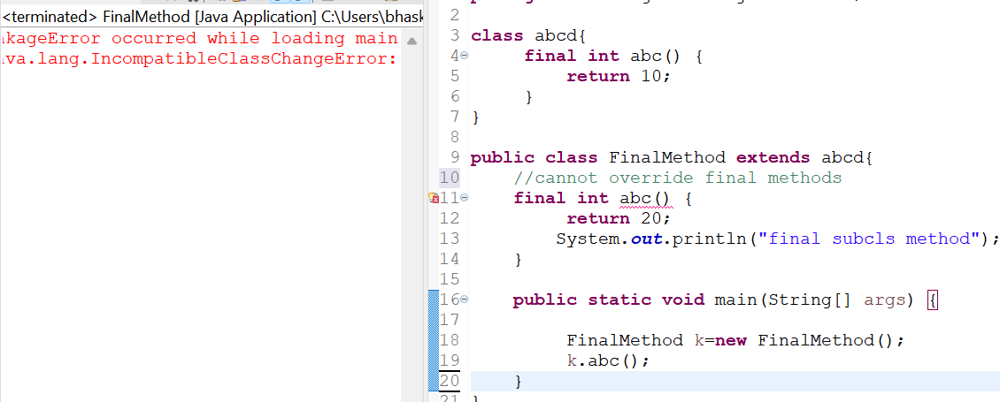 <terminated> FinalMethod [Java Application] C:\Users\bhask
kageError occurred while loading main
va.lang.IncompatibleClassChangeError:
2
3 class abcd{
4 final int abc() {
5 return 10;
6 }
7 }
8
9 public class FinalMethod extends abcd{
10 //cannot override final methods
11 final int abc() {
12 return 20;
13 System.out.println("final subcls method");
14 }
15
16 public static void main(String[] args) {
17
18 FinalMethod k=new FinalMethod();
19 k.abc();
20 }
21 }